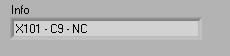 Info
X101 - C9 - NC